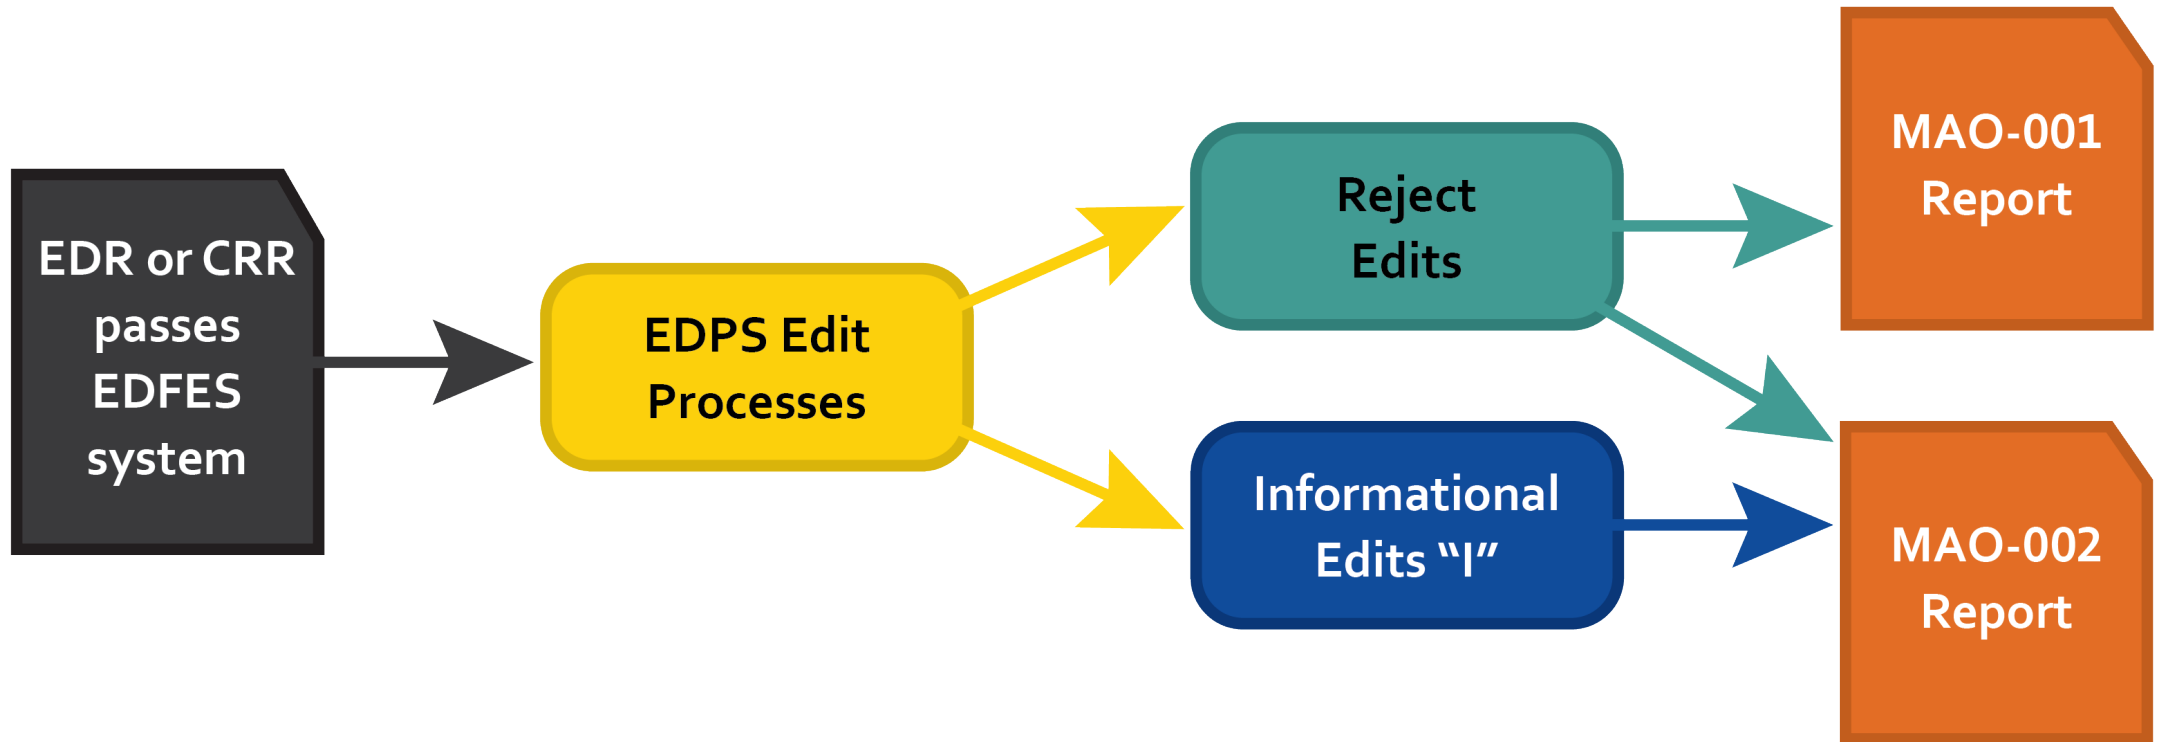 EDR or CRR
passes
EDFES
system
EDPS Edit
Processes
Reject
Edits
Informational
Edits “I”
MAO-001
Report
MAO-002
Report